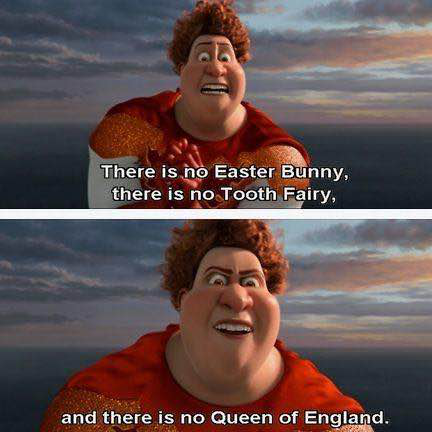 There is no Easter Bunny,
there is no Tooth Fairy,
and there is no Queen of England.